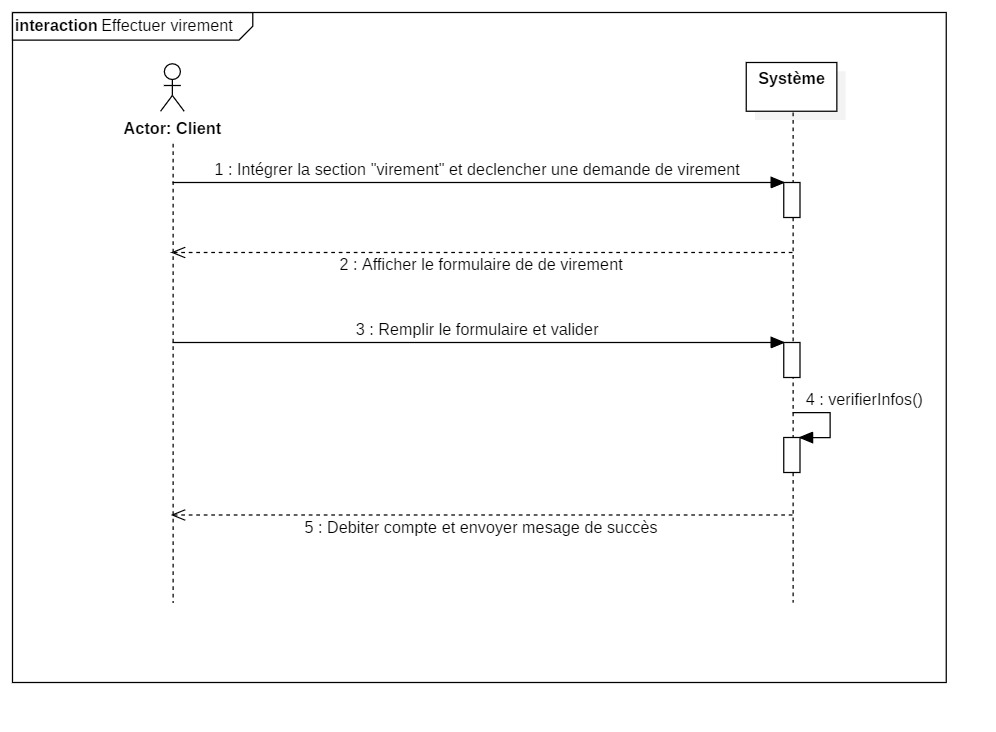 interaction Effectuer virement
Actor: Client
Système
1 : Intégrer la section "virement" et declencher une demande de virement
2 : Afficher le formulaire de de virement
3 : Remplir le formulaire et valider
4 : verifierInfos()
5 : Debiter compte et envoyer mesage de succès